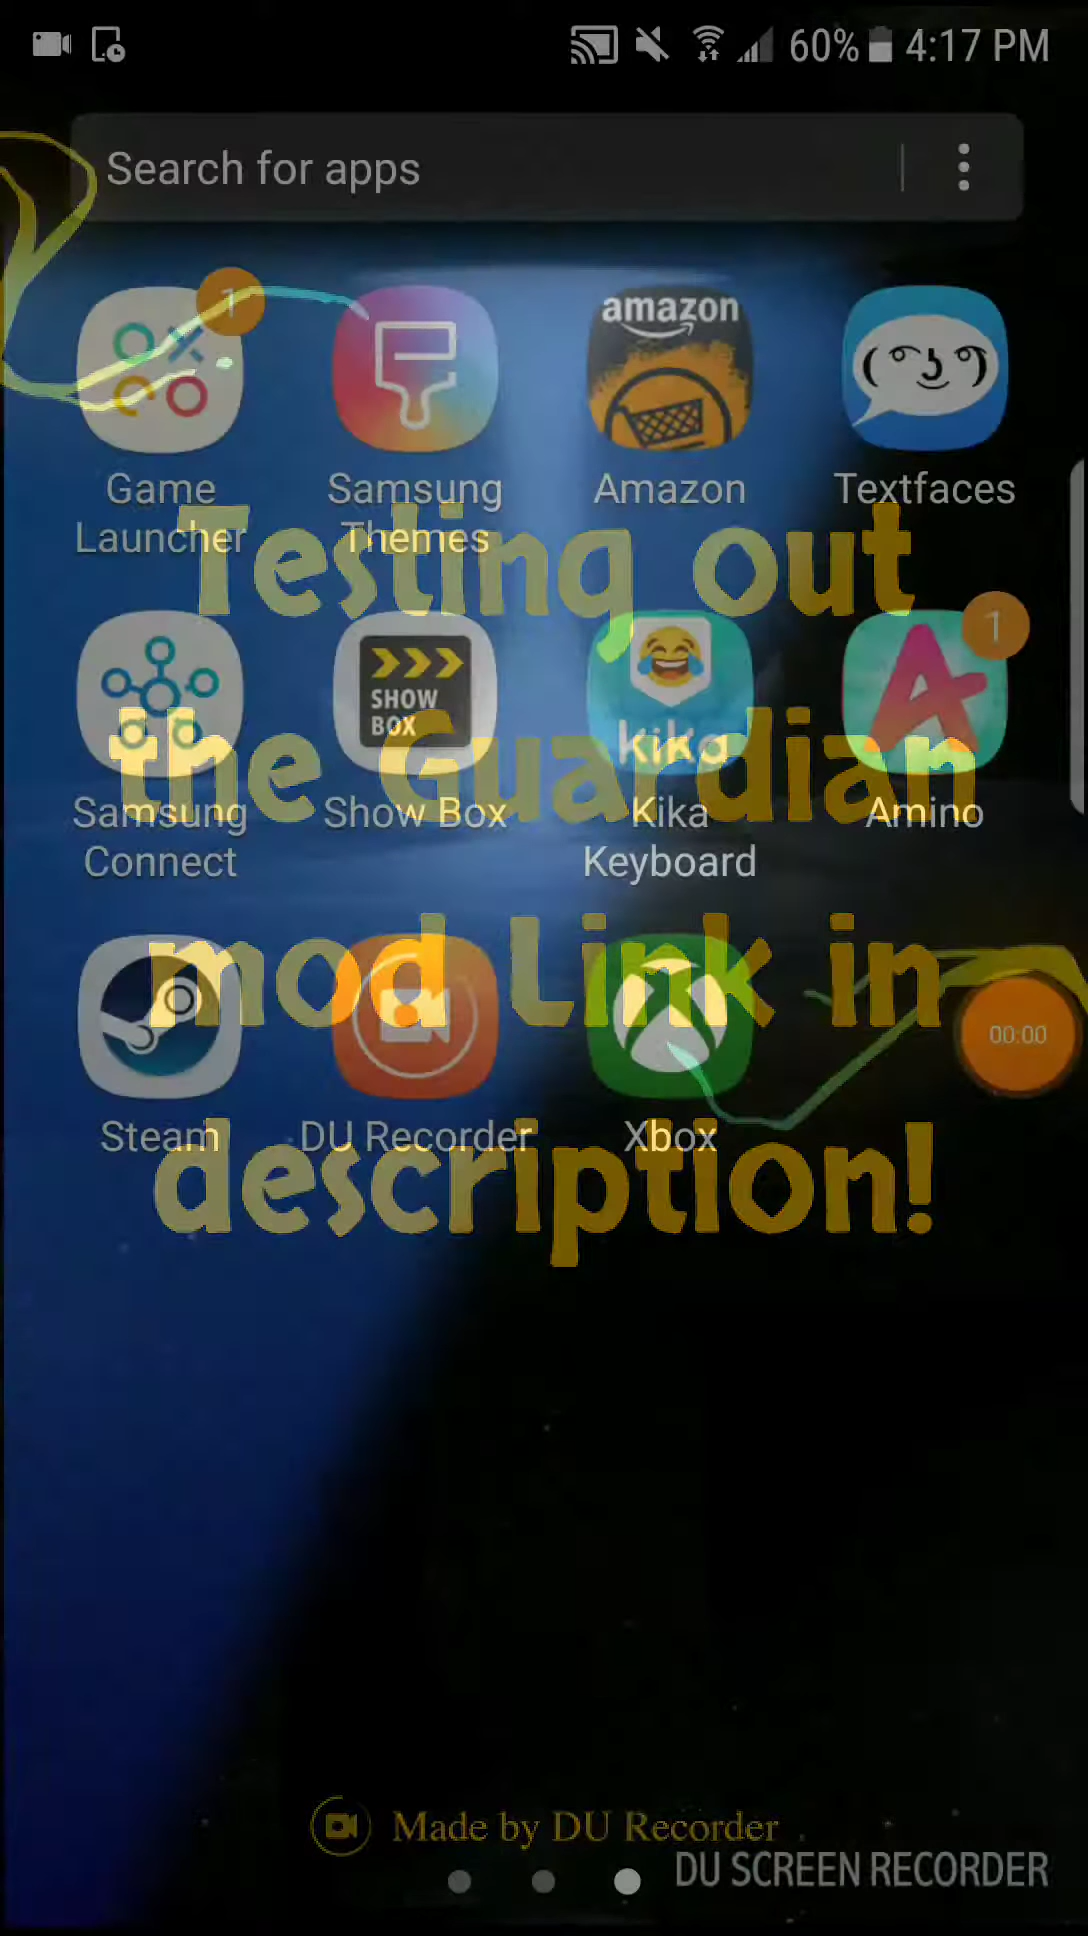 60% 4:17 PM
Search for apps
1
amazon
( ͡° ͜ʖ ͡°)
Game Launcher
Samsung Themes
Amazon
Textfaces
Testing out
SHOW BOX
kika
1
the Guardian
Samsung Connect
Show Box
Kika Keyboard
Amino
mod Link in
00:00
Steam
DU Recorder
Xbox
description!
Made by DU Recorder
DU SCREEN RECORDER